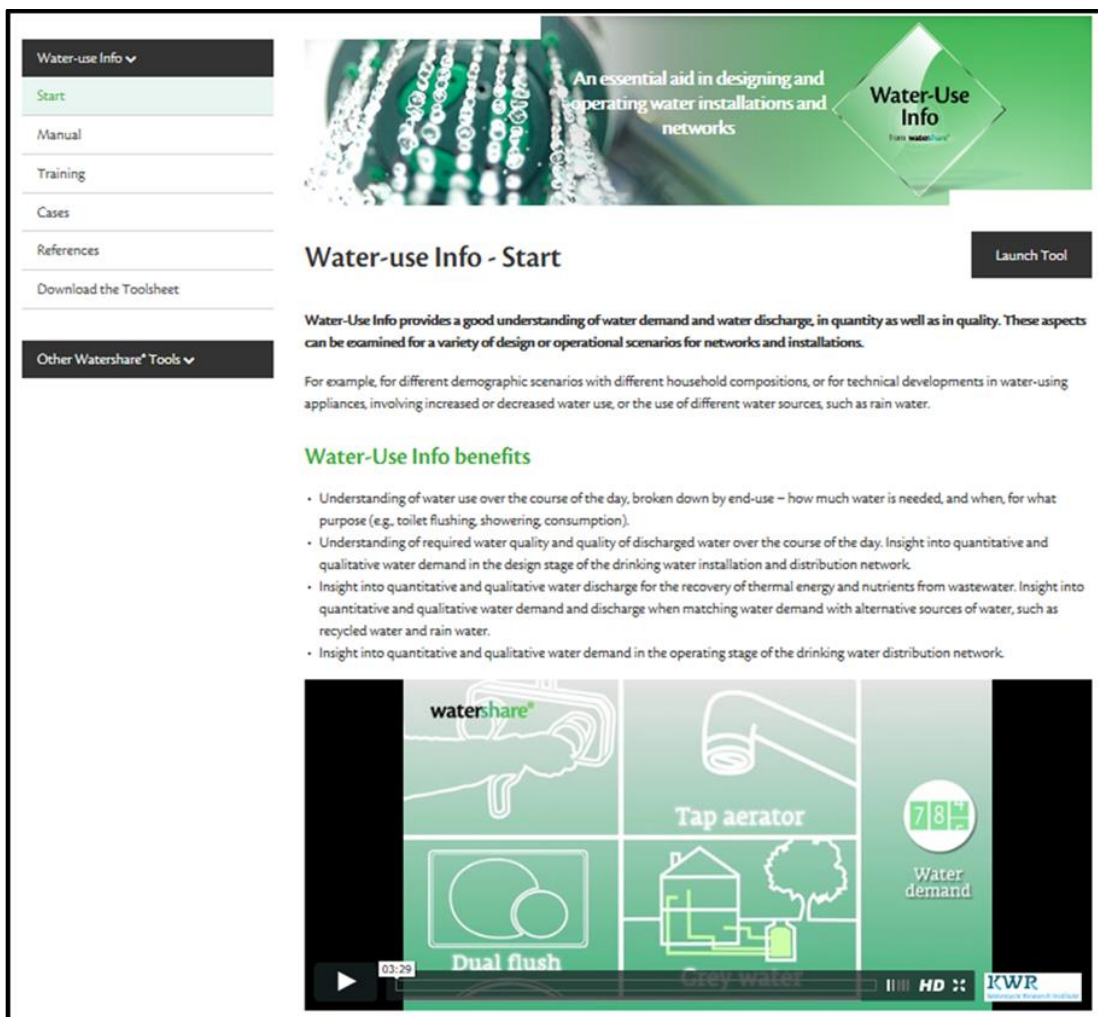 Water-use Info
Start
Manual
Training
Cases
References
Download the Toolsheet
Other Watershare® Tools
An essential aid in designing and
operating water installations and
networks
Water-Use
Info
from watershare®
Water-use Info - Start
Launch Tool
Water-Use Info provides a good understanding of water demand and water discharge, in quantity as well as in quality. These aspects
can be examined for a variety of design or operational scenarios for networks and installations.
For example, for different demographic scenarios with different household compositions, or for technical developments in water-using
appliances, involving increased or decreased water use, or the use of different water sources, such as rain water.
Water-Use Info benefits
• Understanding of water use over the course of the day, broken down by end-use – how much water is needed, and when, for what
purpose (e.g., toilet flushing, showering, consumption).
• Understanding of required water quality and quality of discharged water over the course of the day. Insight into quantitative and
qualitative water demand in the design stage of the drinking water installation and distribution network.
• Insight into quantitative and qualitative water discharge for the recovery of thermal energy and nutrients from wastewater. Insight into
quantitative and qualitative water demand and discharge when matching water demand with alternative sources of water, such as
recycled water and rain water.
• Insight into quantitative and qualitative water demand in the operating stage of the drinking water distribution network.
watershare®
Tap aerator
78
Water
demand
Dual flush
Grey water
03:29
HD
KWR
Watercycle Research Institute